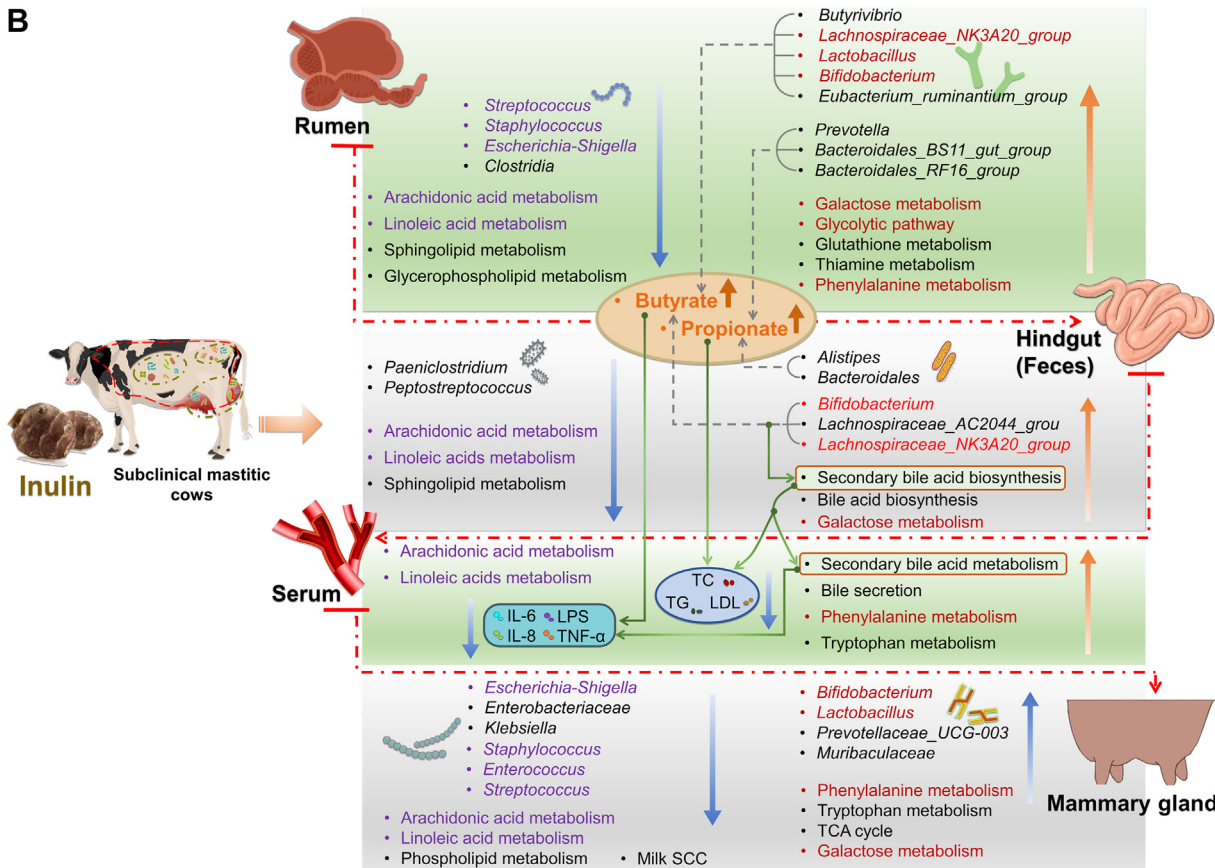 B
Rumen
• Streptococcus
• Staphylococcus
• Escherichia-Shigella
• Clostridia
• Arachidonic acid metabolism
• Linoleic acid metabolism
• Sphingolipid metabolism
• Glycerophospholipid metabolism
• Butyrivibrio
• Lachnospiraceae_NK3A20_group
• Lactobacillus
• Bifidobacterium
• Eubacterium_ruminantium_group
• Prevotella
• Bacteroidales_BS11_gut_group
• Bacteroidales_RF16_group
• Galactose metabolism
• Glycolytic pathway
• Glutathione metabolism
• Thiamine metabolism
• Phenylalanine metabolism
• Butyrate
• Propionate
Hindgut
(Feces)
• Paeniclostridium
• Peptostreptococcus
• Arachidonic acid metabolism
• Linoleic acids metabolism
• Sphingolipid metabolism
• Alistipes
• Bacteroidales
• Bifidobacterium
• Lachnospiraceae_AC2044_grou
• Lachnospiraceae_NK3A20_group
• Secondary bile acid biosynthesis
• Bile acid biosynthesis
• Galactose metabolism
Inulin
Subclinical mastitic
cows
Serum
• Arachidonic acid metabolism
• Linoleic acids metabolism
IL-6 LPS
IL-8 TNF-α
TC
TG LDL
• Secondary bile acid metabolism
• Bile secretion
• Phenylalanine metabolism
• Tryptophan metabolism
• Escherichia-Shigella
• Enterobacteriaceae
• Klebsiella
• Staphylococcus
• Enterococcus
• Streptococcus
• Arachidonic acid metabolism
• Linoleic acid metabolism
• Phospholipid metabolism • Milk SCC
• Bifidobacterium
• Lactobacillus
• Prevotellaceae_UCG-003
• Muribaculaceae
• Phenylalanine metabolism
• Tryptophan metabolism
• TCA cycle
• Galactose metabolism
Mammary gland